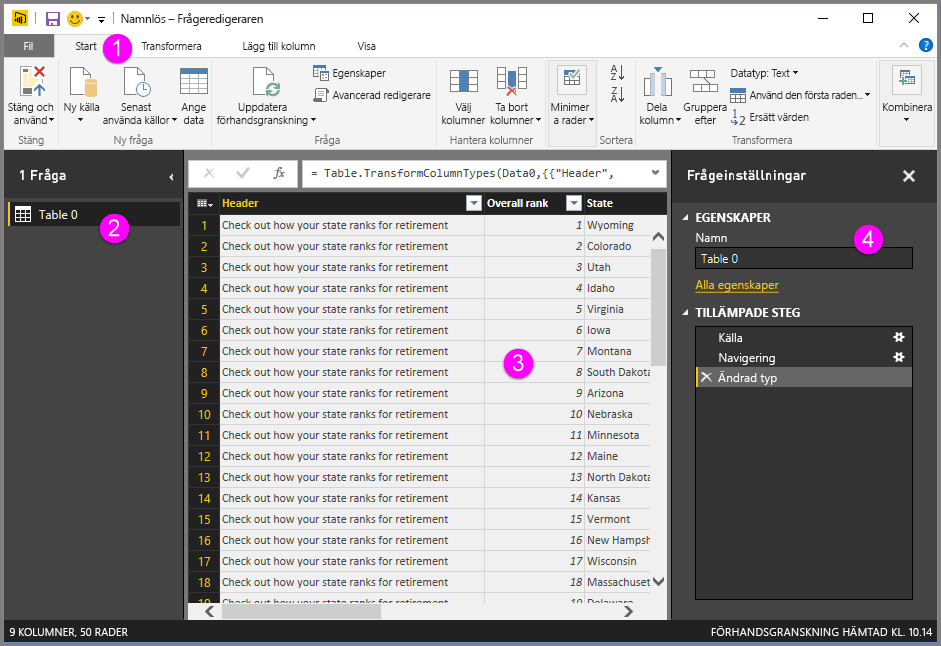 Namnlös – Frågeredigeraren
Fil
Start
1
Transformera
Lägg till kolumn
Visa
Stäng och använd
Ny källa
Senast använda källor
Ange data
Uppdatera förhandsgranskning
Egenskaper
Avancerad redigerare
Välj kolumner
Ta bort kolumner
Minimera rader
Dela kolumn
Gruppera efter
Datatyp: Text
Använd den första raden...
Ersätt värden
Kombinera
Stäng
Ny fråga
Fråga
Hantera kolumner
Sortera
Transformera
1 Fråga
Table 0
2
fx
= Table.TransformColumnTypes(Data0,{{"Header",
Header Overall rank State
1 Check out how your state ranks for retirement 1 Wyoming
2 Check out how your state ranks for retirement 2 Colorado
3 Check out how your state ranks for retirement 3 Utah
4 Check out how your state ranks for retirement 4 Idaho
5 Check out how your state ranks for retirement 5 Virginia
6 Check out how your state ranks for retirement 6 Iowa
7 Check out how your state ranks for retirement 7 Montana
3
8 Check out how your state ranks for retirement 8 South Dakota
9 Check out how your state ranks for retirement 9 Arizona
10 Check out how your state ranks for retirement 10 Nebraska
11 Check out how your state ranks for retirement 11 Minnesota
12 Check out how your state ranks for retirement 12 Maine
13 Check out how your state ranks for retirement 13 North Dakota
14 Check out how your state ranks for retirement 14 Kansas
15 Check out how your state ranks for retirement 15 Vermont
16 Check out how your state ranks for retirement 16 New Hampsh
17 Check out how your state ranks for retirement 17 Wisconsin
18 Check out how your state ranks for retirement 18 Massachuset
19 Check out how your state ranks for retirement 19 Delaware
Frågeinställningar
EGENSKAPER
Namn
4
Table 0
Alla egenskaper
TILLÄMPADE STEG
Källa
Navigering
Ändrad typ
9 KOLUMNER, 50 RADER
FÖRHANDSGRANSKNING HÄMTAD KL. 10.14